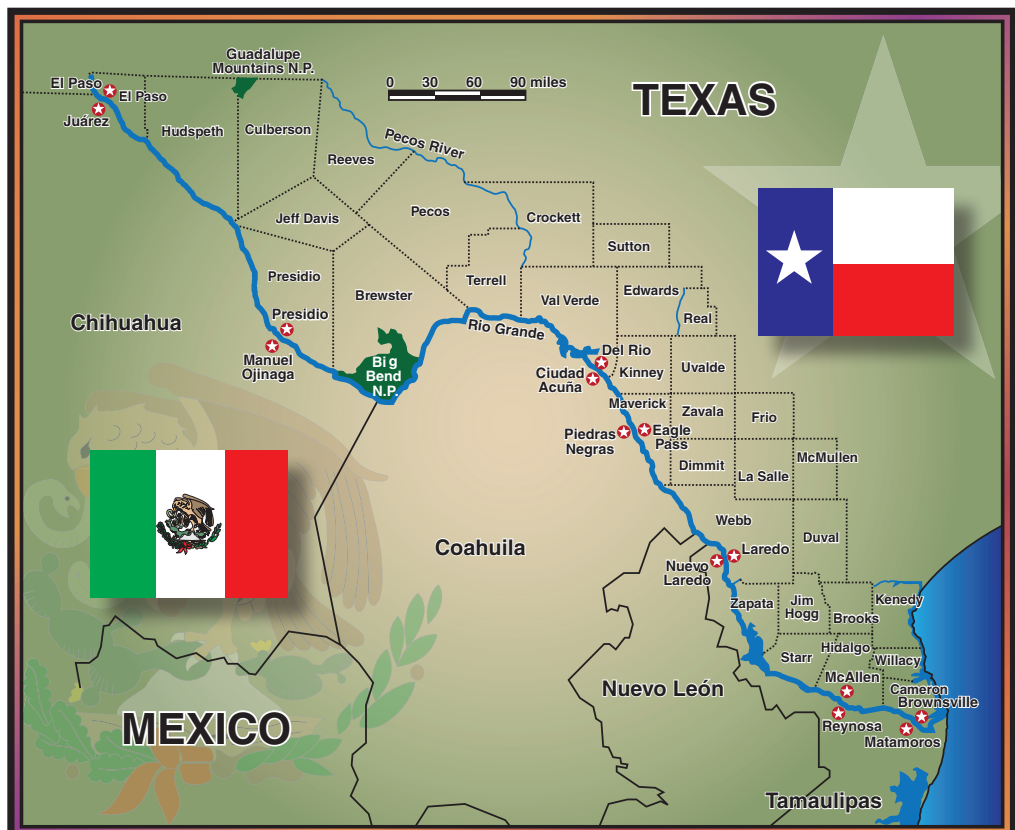 Guadalupe
Mountains N.P.
El Paso
El Paso
Juárez
Hudspeth
Culberson
Reeves
Pecos River
0 30 60 90 miles
TEXAS
Jeff Davis
Pecos
Crockett
Sutton
Presidio
Brewster
Terrell
Val Verde
Edwards
Real
Chihuahua
Presidio
Manuel
Ojinaga
Big
Bend
N.P.
Rio Grande
Del Rio
Ciudad
Acuña
Kinney
Uvalde
Maverick
Zavala
Frio
Piedras
Negras
Eagle
Pass
Dimmit
La Salle
McMullen
Coahuila
Webb
Duval
Nuevo
Laredo
Laredo
Zapata
Jim
Hogg
Brooks
Kenedy
Starr
Hidalgo
Willacy
Nuevo León
McAllen
Cameron
Brownsville
Reynosa
Matamoros
MEXICO
Tamaulipas